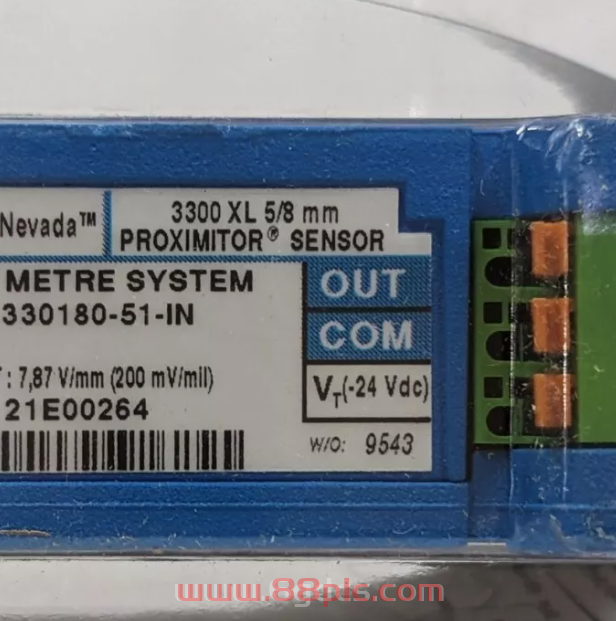 Nevada™
3300 XL 5/8 mm
PROXIMITOR® SENSOR
METRE SYSTEM
330180-51-IN
: 7,87 V/mm (200 mV/mil)
21E00264
OUT
COM
VT(-24 Vdc)
W/O: 9543
www.88pls.com